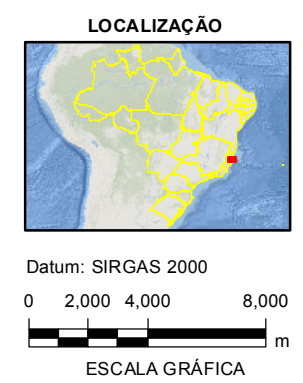 LOCALIZAÇÃO
Datum: SIRGAS 2000
0 2,000 4,000 8,000
m
ESCALA GRÁFICA